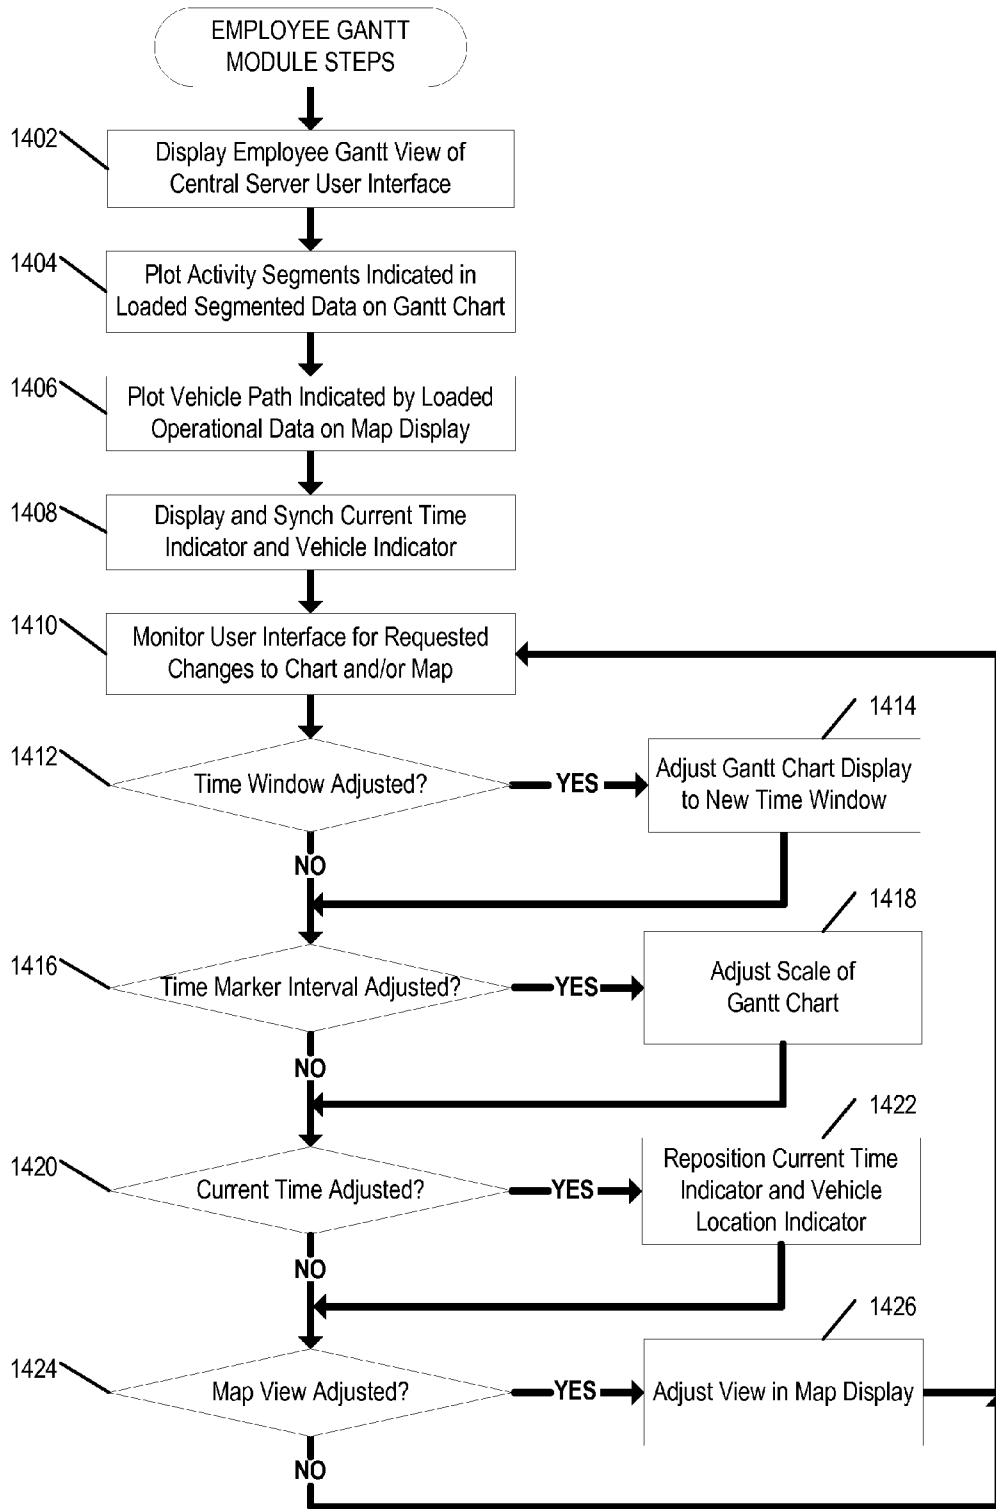 EMPLOYEE GANTT
MODULE STEPS
1402
Display Employee Gantt View of
Central Server User Interface
1404
Plot Activity Segments Indicated in
Loaded Segmented Data on Gantt Chart
1406
Plot Vehicle Path Indicated by Loaded
Operational Data on Map Display
1408
Display and Synch Current Time
Indicator and Vehicle Indicator
1410
Monitor User Interface for Requested
Changes to Chart and/or Map
1412
Time Window Adjusted?
YES
1414
Adjust Gantt Chart Display
to New Time Window
NO
1416
Time Marker Interval Adjusted?
YES
1418
Adjust Scale of
Gantt Chart
NO
1420
Current Time Adjusted?
YES
1422
Reposition Current Time
Indicator and Vehicle
Location Indicator
NO
1424
Map View Adjusted?
YES
1426
Adjust View in Map Display
NO